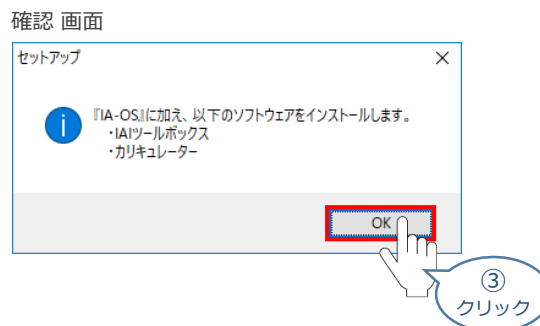 確認 画面
セットアップ
『IA-OS』に加え、以下のソフトウェアをインストールします。
・IAIツールボックス
・カリキュレーター
OK
③
クリック